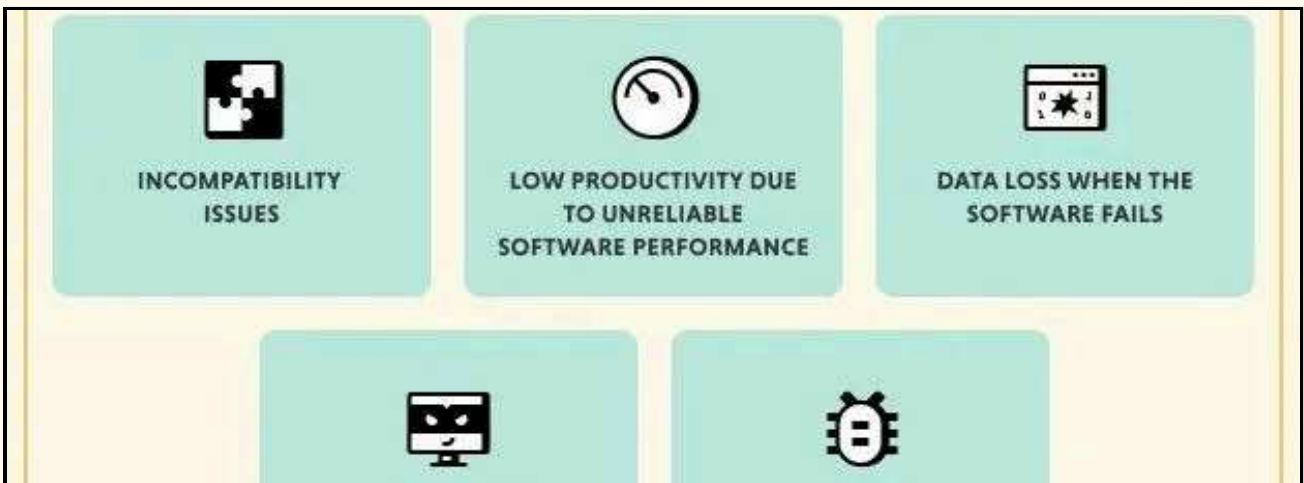 INCOMPATIBILITY
ISSUES
LOW PRODUCTIVITY DUE
TO UNRELIABLE
SOFTWARE PERFORMANCE
DATA LOSS WHEN THE
SOFTWARE FAILS